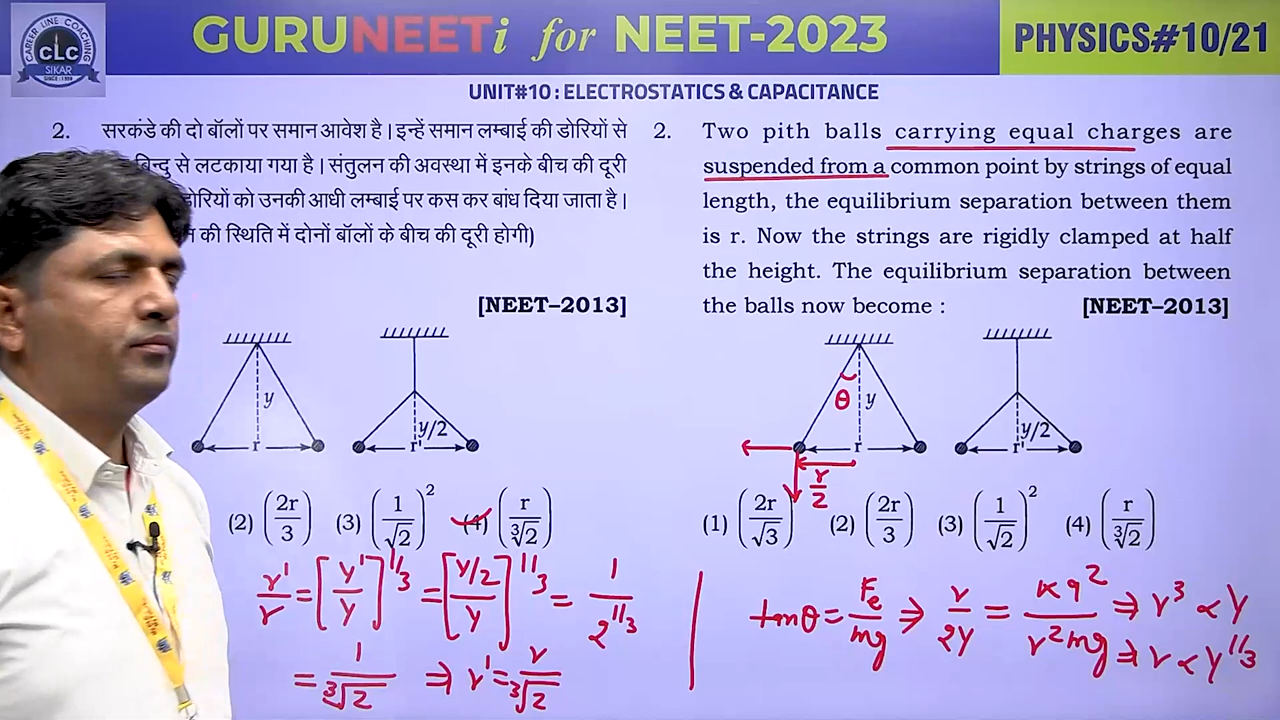 GURUNEETi for NEET-2023
PHYSICS#10/21
CAREER LINE COACHING
CLC
SIKAR
SINCE : 1996
UNIT#10 : ELECTROSTATICS & CAPACITANCE
2. सरकंडे की दो बॉलों पर समान आवेश है। इन्हें समान लम्बाई की डोरियों से
बिन्दु से लटकाया गया है। संतुलन की अवस्था में इनके बीच की दूरी
डोरियों को उनकी आधी लम्बाई पर कस कर बांध दिया जाता है।
की स्थिति में दोनों बॉलों के बीच की दूरी होगी)
[NEET–2013]
y
r
y/2
r'
(2) (2r/3) (3) (1/√2)² (4) (r/∛2)
r'/r = [y'/y]^1/3 = [y/2/y]^1/3 = 1/2^1/3
= 1/∛2 ⇒ r' = r/∛2
2. Two pith balls carrying equal charges are
suspended from a common point by strings of equal
length, the equilibrium separation between them
is r. Now the strings are rigidly clamped at half
the height. The equilibrium separation between
the balls now become : [NEET–2013]
θ
y
r
r/2
y/2
r'
(1) (2r/√3) (2) (2r/3) (3) (1/√2)² (4) (r/∛2)
tanθ = Fe/mg ⇒ r/2y = kq²/r²mg ⇒ r³ ∝ y
⇒ r ∝ y^1/3